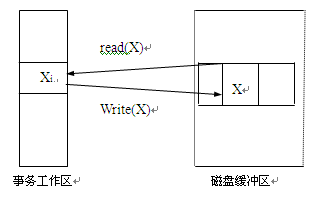 read(X)↵
Xi↵
X↵
Write(X)↵
事务工作区↵
磁盘缓冲区↵